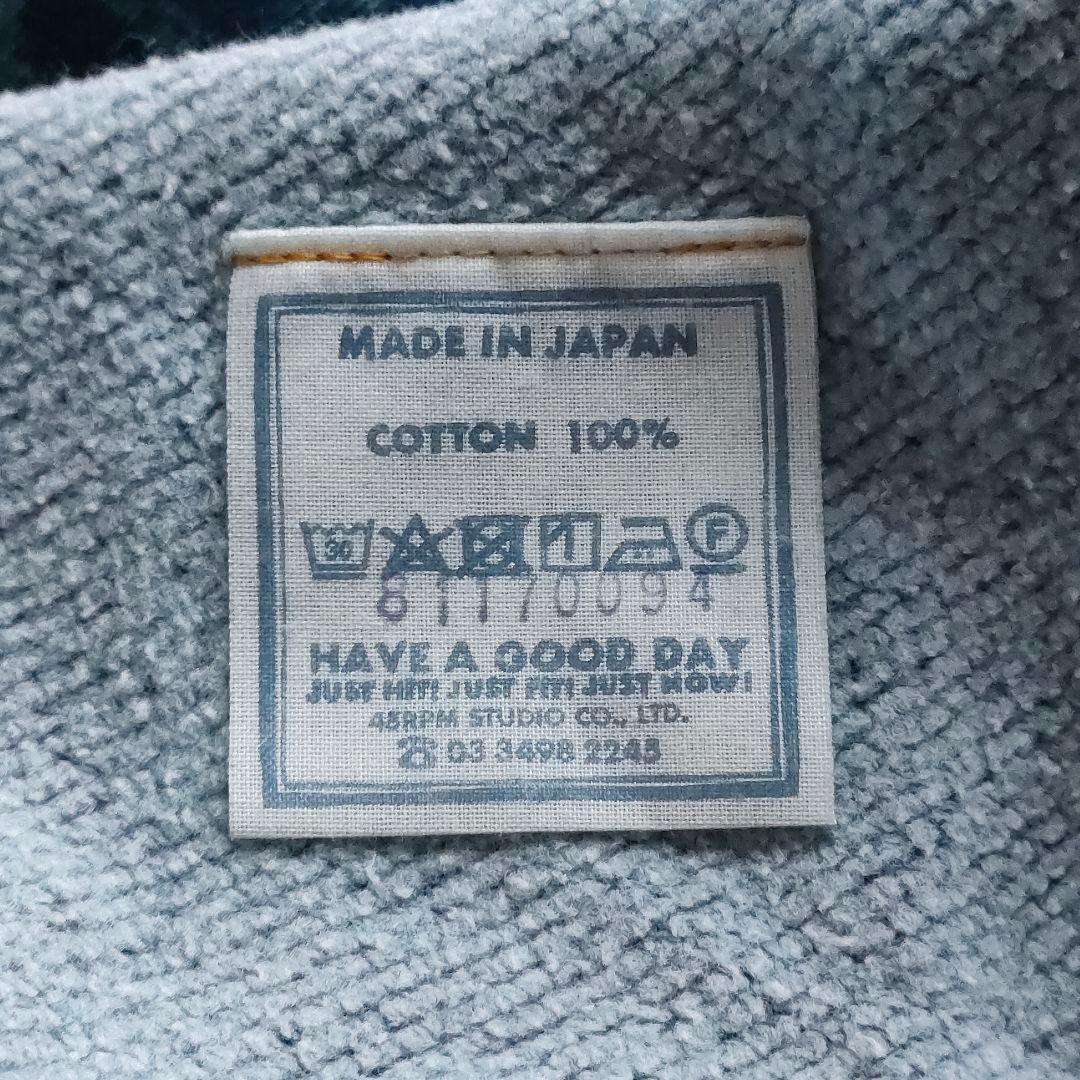 MADE IN JAPAN
COTTON 100%
30 F
81170094
HAVE A GOOD DAY
JUST HIT! JUST FIT! JUST NOW!
45RPM STUDIO CO., LTD.
☎ 03 3498 2245